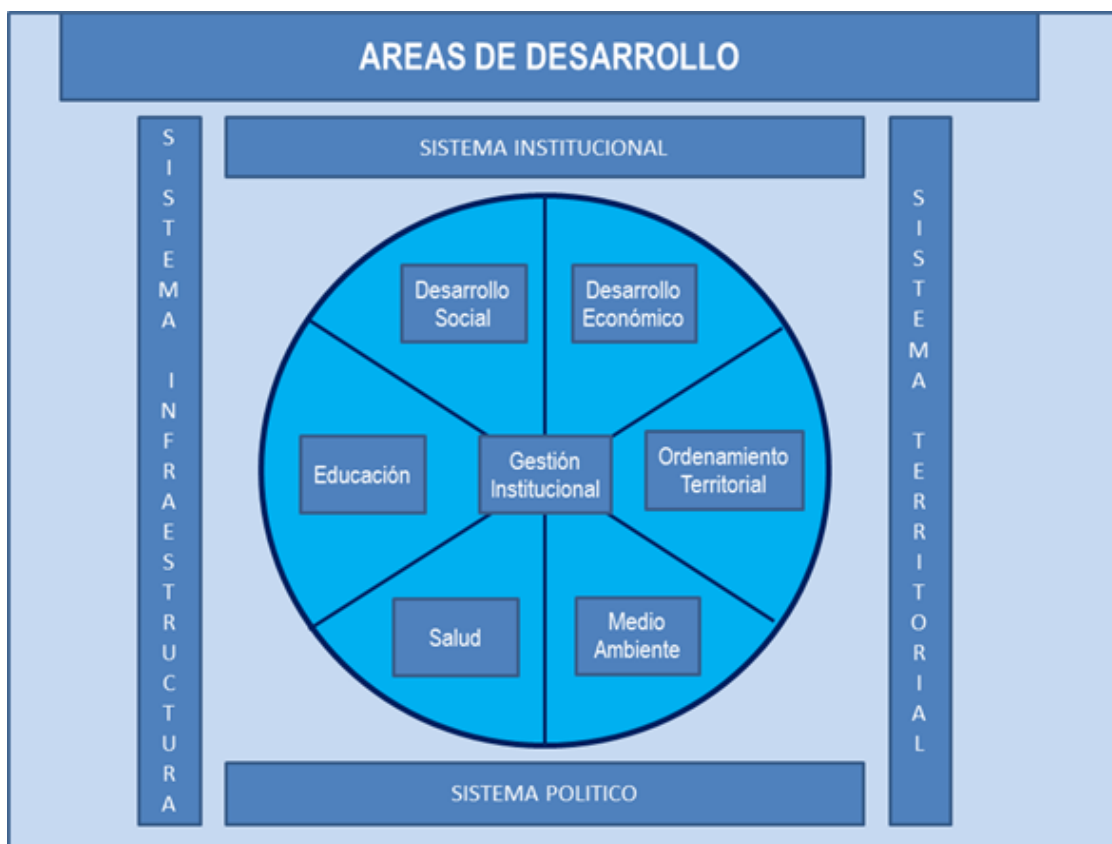 AREAS DE DESARROLLO
SISTEMA INSTITUCIONAL
SISTEMA INFRAESTRUCTURA
SISTEMA TERRITORIAL
Desarrollo
Social
Desarrollo
Económico
Educación
Gestión
Institucional
Ordenamiento
Territorial
Salud
Medio
Ambiente
SISTEMA POLITICO